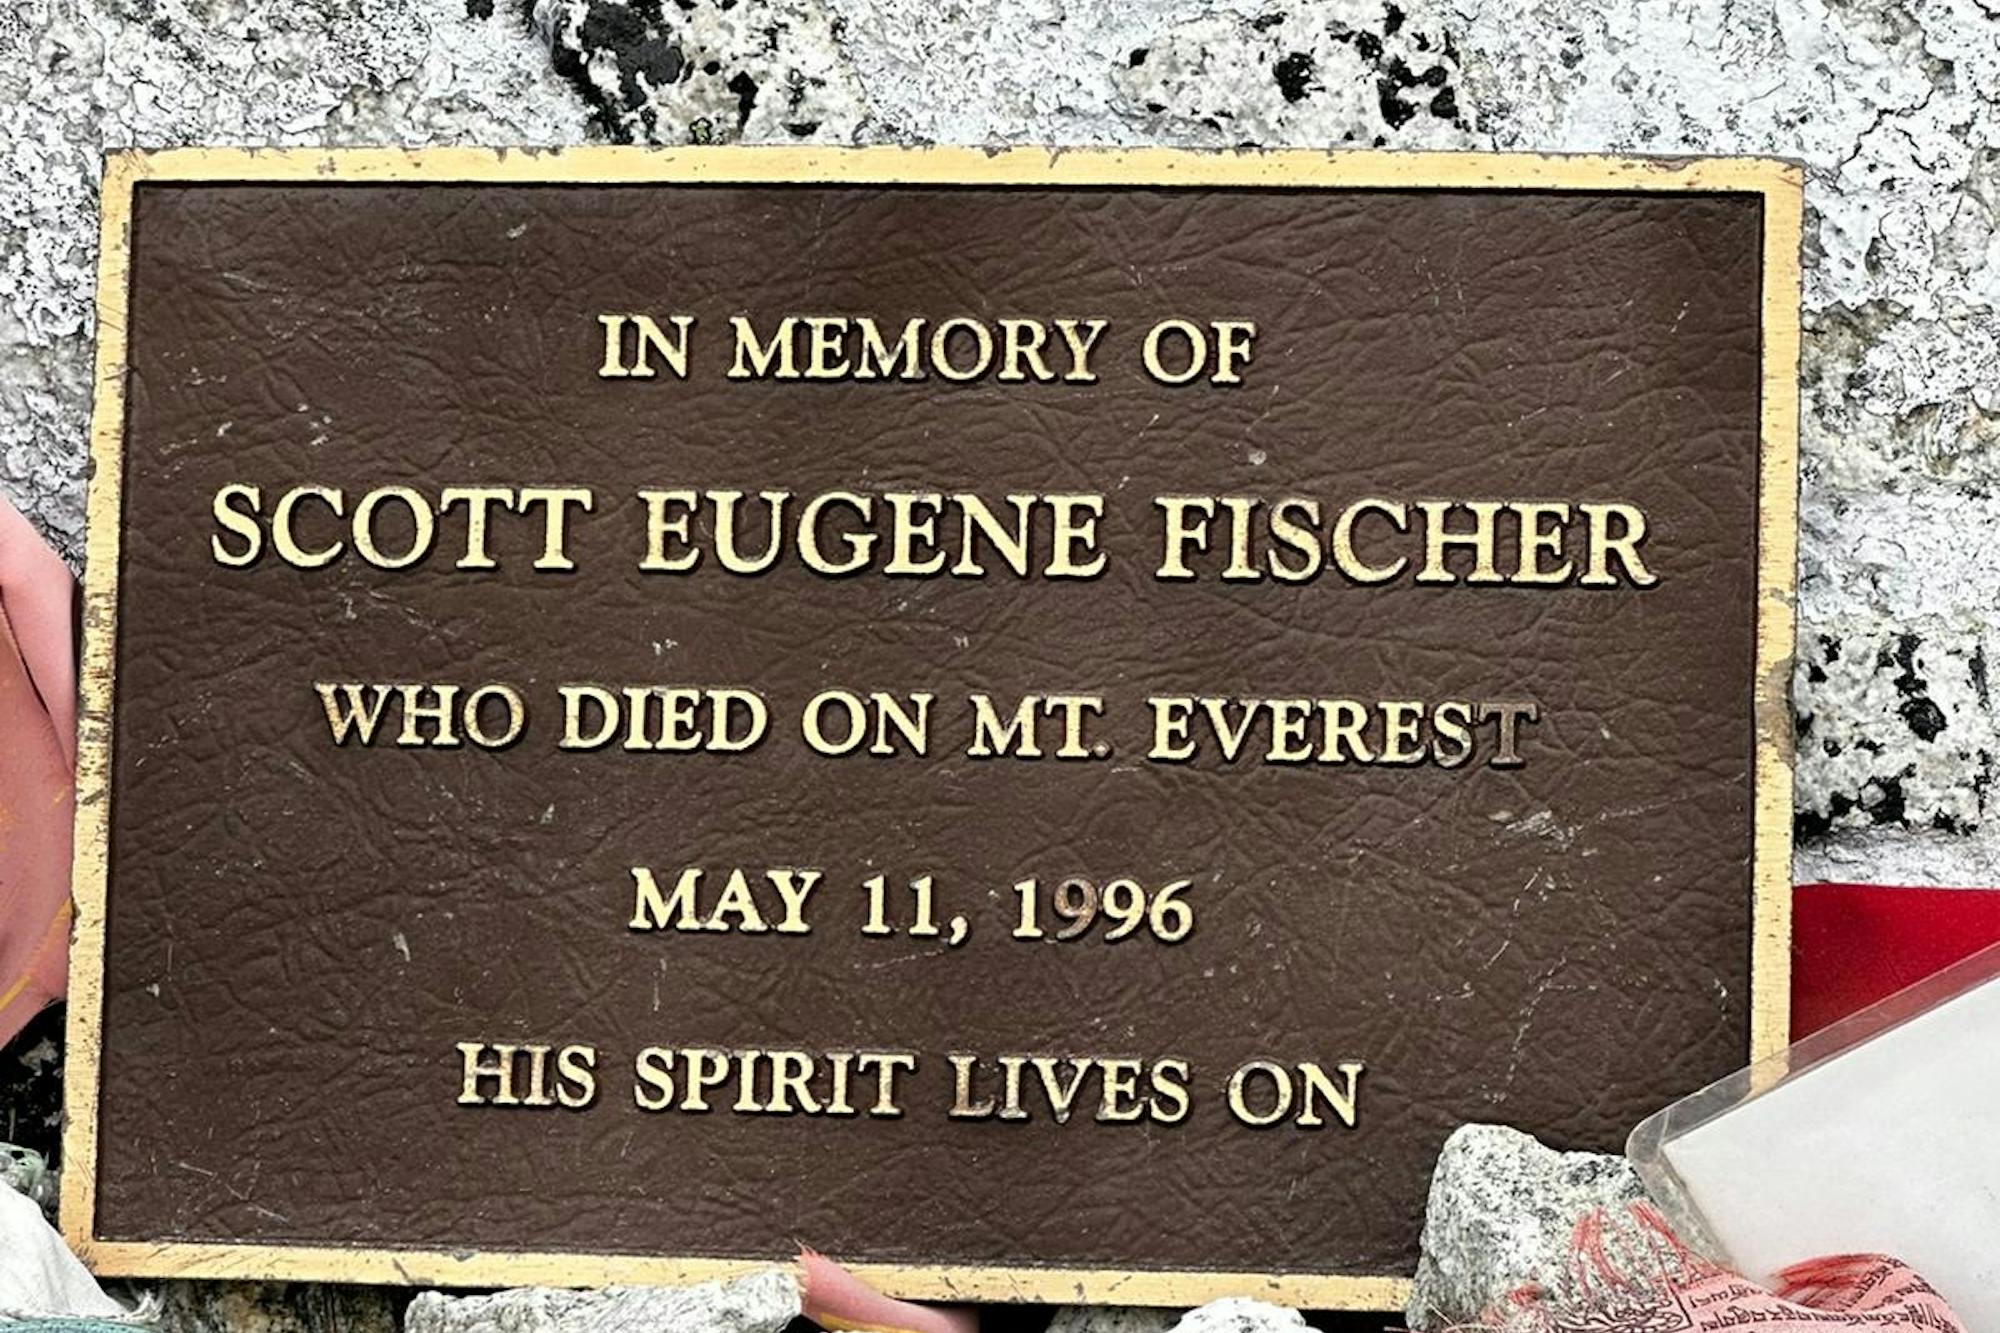 IN MEMORY OF
SCOTT EUGENE FISCHER
WHO DIED ON MT. EVEREST
MAY 11, 1996
HIS SPIRIT LIVES ON